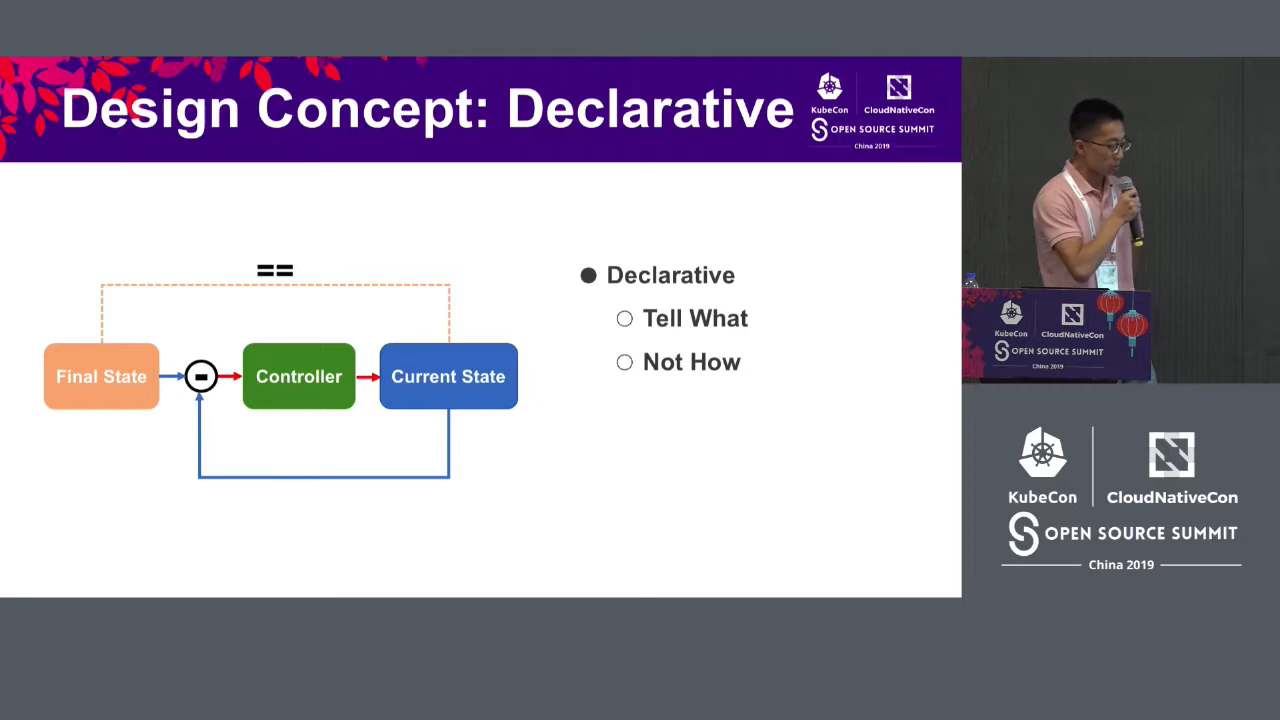 Design Concept: Declarative
KubeCon
CloudNativeCon
OPEN SOURCE SUMMIT
China 2019
==
Final State
-
Controller
Current State
Declarative
Tell What
Not How
KubeCon
CloudNativeCon
OPEN SOURCE SUMMIT
China 2019
KubeCon
CloudNativeCon
OPEN SOURCE SUMMIT
China 2019